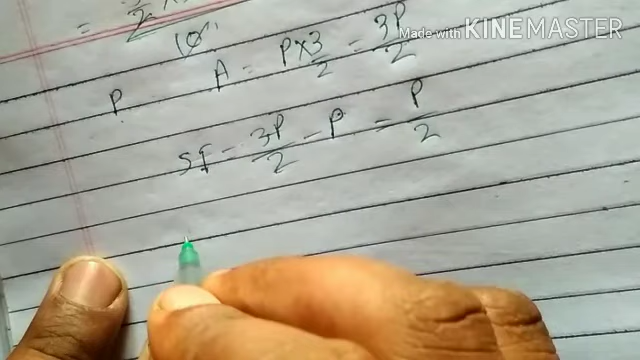 Made with KINEMASTER
=
P A = P×3/2 = 3P/2
SI = 3P/2 - P = P/2